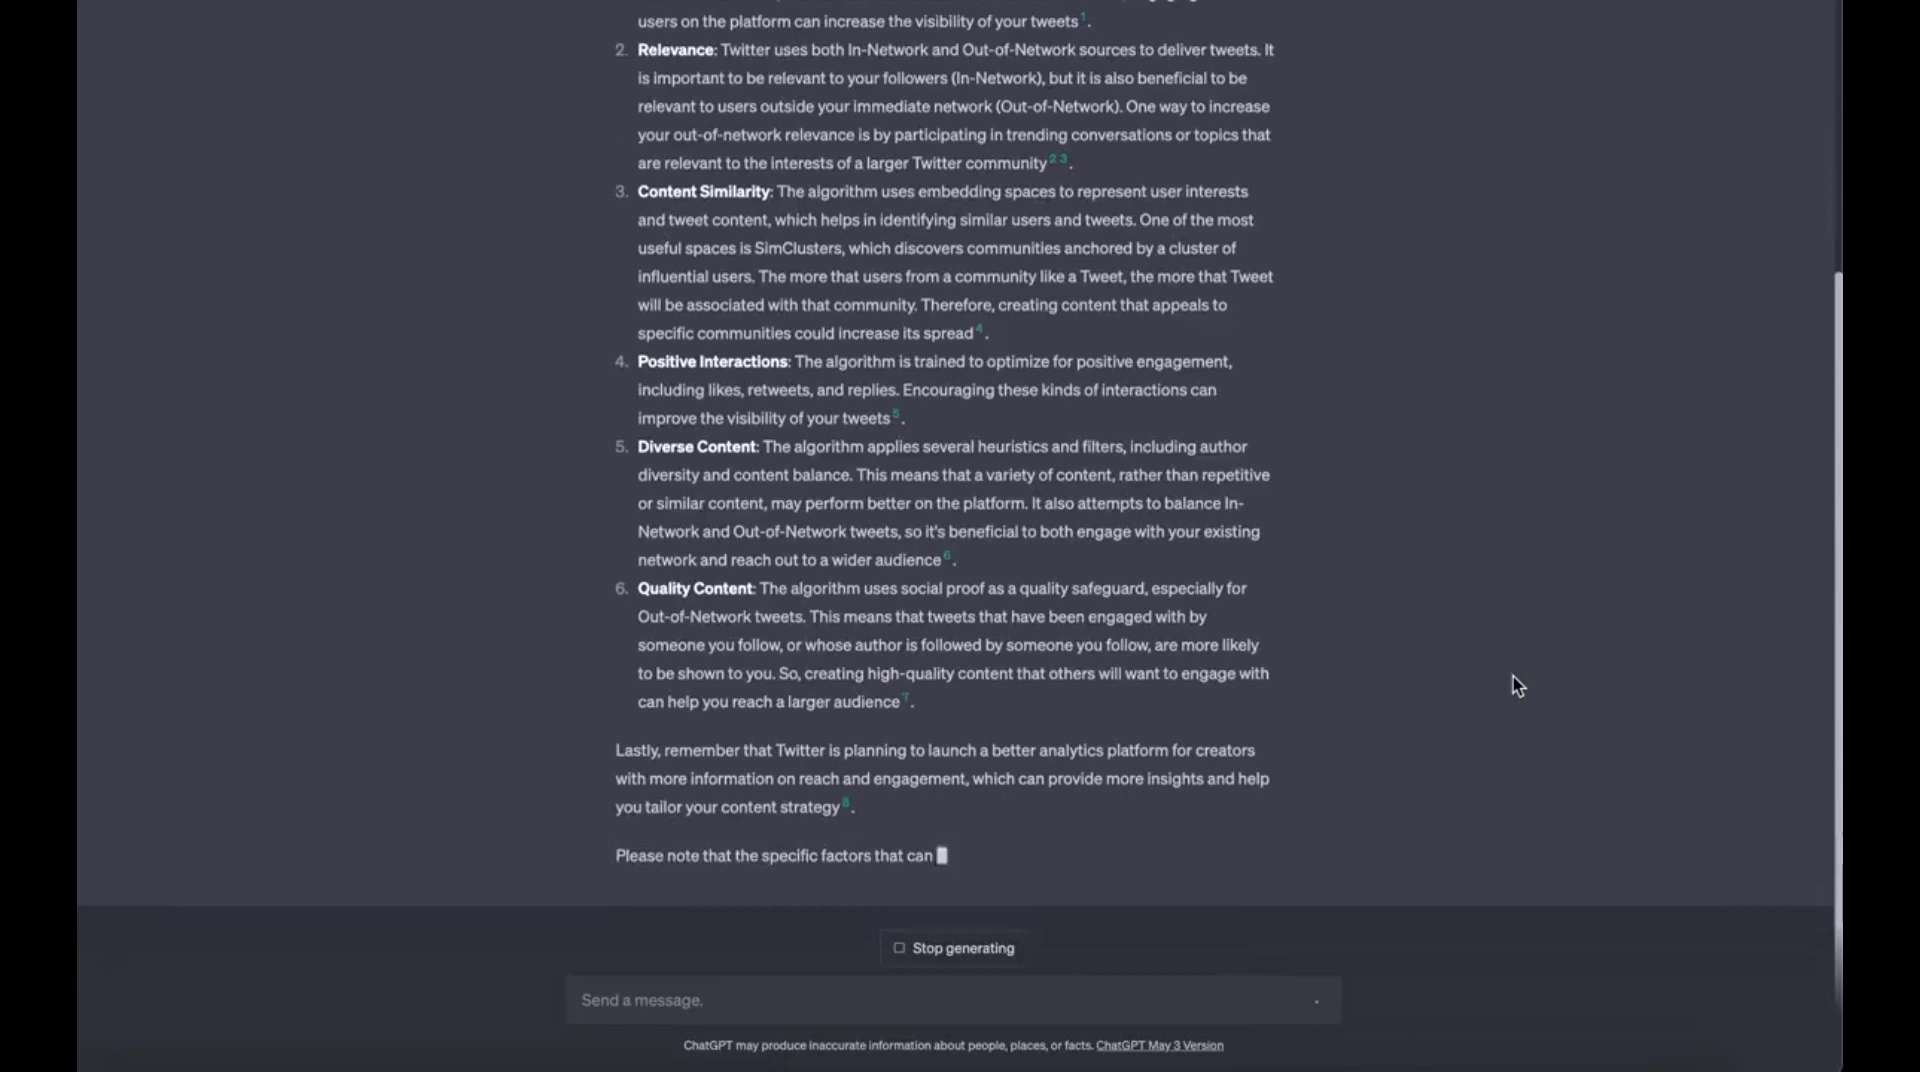 users on the platform can increase the visibility of your tweets 1.
2. Relevance: Twitter uses both In-Network and Out-of-Network sources to deliver tweets. It
is important to be relevant to your followers (In-Network), but it is also beneficial to be
relevant to users outside your immediate network (Out-of-Network). One way to increase
your out-of-network relevance is by participating in trending conversations or topics that
are relevant to the interests of a larger Twitter community 2 3.
3. Content Similarity: The algorithm uses embedding spaces to represent user interests
and tweet content, which helps in identifying similar users and tweets. One of the most
useful spaces is SimClusters, which discovers communities anchored by a cluster of
influential users. The more that users from a community like a Tweet, the more that Tweet
will be associated with that community. Therefore, creating content that appeals to
specific communities could increase its spread 4.
4. Positive Interactions: The algorithm is trained to optimize for positive engagement,
including likes, retweets, and replies. Encouraging these kinds of interactions can
improve the visibility of your tweets 5.
5. Diverse Content: The algorithm applies several heuristics and filters, including author
diversity and content balance. This means that a variety of content, rather than repetitive
or similar content, may perform better on the platform. It also attempts to balance In-
Network and Out-of-Network tweets, so it's beneficial to both engage with your existing
network and reach out to a wider audience 6.
6. Quality Content: The algorithm uses social proof as a quality safeguard, especially for
Out-of-Network tweets. This means that tweets that have been engaged with by
someone you follow, or whose author is followed by someone you follow, are more likely
to be shown to you. So, creating high-quality content that others will want to engage with
can help you reach a larger audience 7.
Lastly, remember that Twitter is planning to launch a better analytics platform for creators
with more information on reach and engagement, which can provide more insights and help
you tailor your content strategy 8.
Please note that the specific factors that can
Stop generating
Send a message.
ChatGPT may produce inaccurate information about people, places, or facts. ChatGPT May 3 Version